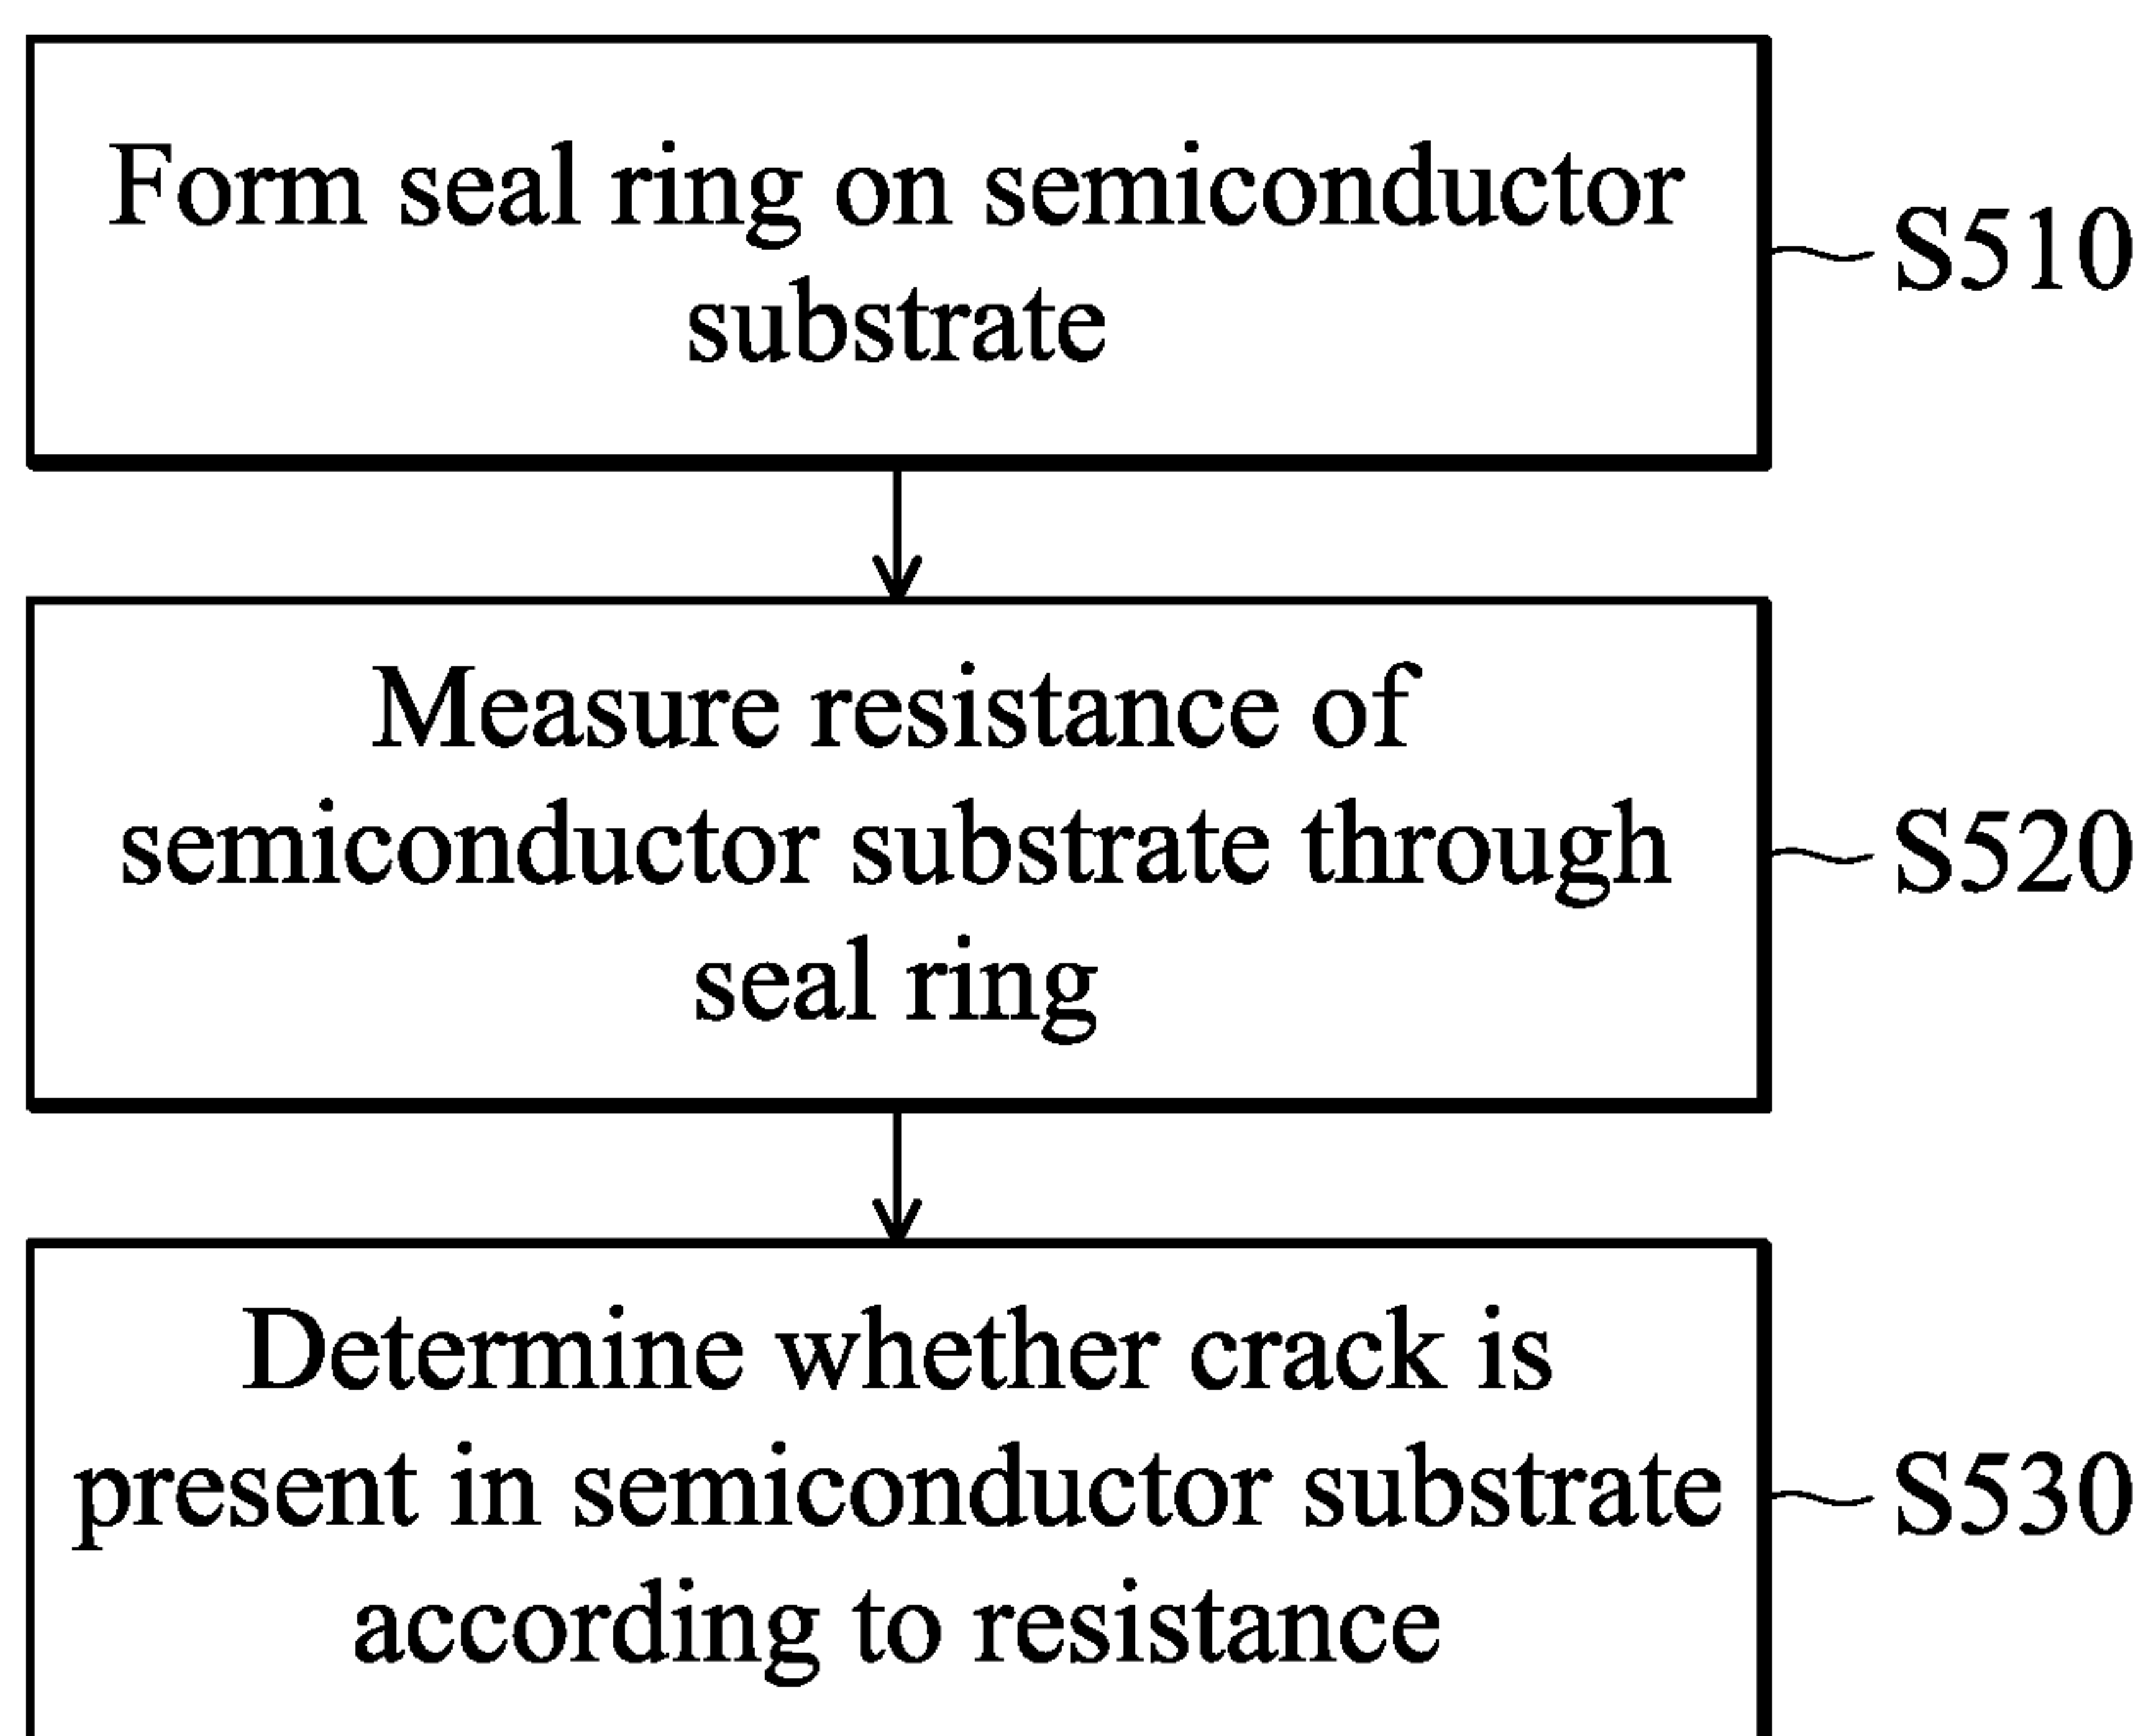 Form seal ring on semiconductor
substrate
S510
Measure resistance of
semiconductor substrate through
seal ring
S520
Determine whether crack is
present in semiconductor substrate
according to resistance
S530